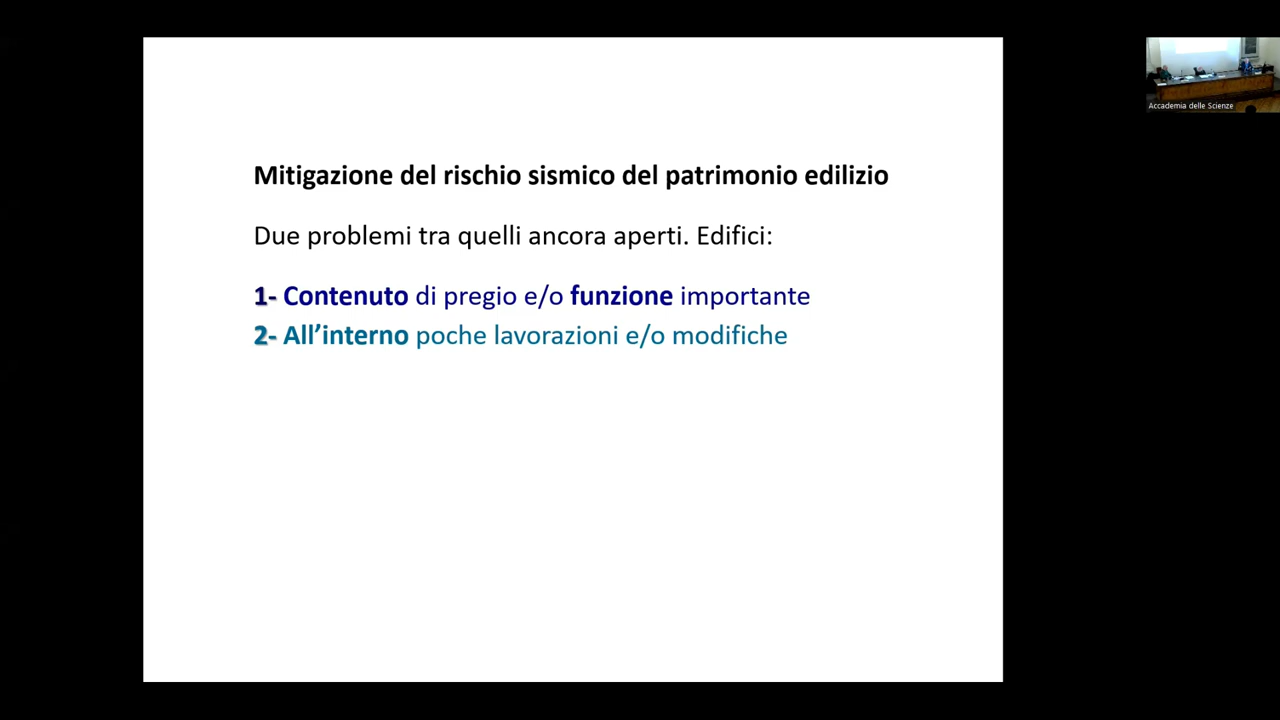 Mitigazione del rischio sismico del patrimonio edilizio
Due problemi tra quelli ancora aperti. Edifici:
1- Contenuto di pregio e/o funzione importante
2- All’interno poche lavorazioni e/o modifiche
Accademia delle Scienze